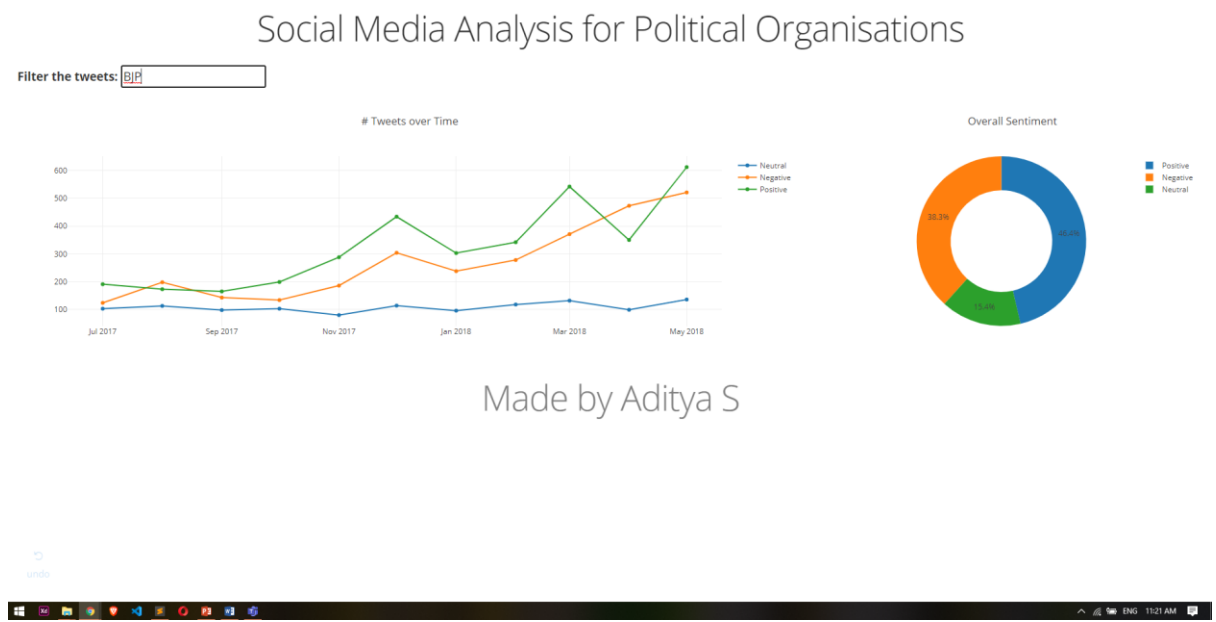 Social Media Analysis for Political Organisations
Filter the tweets: BJP
# Tweets over Time
600
500
400
300
200
100
Jul 2017 Sep 2017 Nov 2017 Jan 2018 Mar 2018 May 2018
Neutral
Negative
Positive
Overall Sentiment
38.3%
46.4%
15.4%
Positive
Negative
Neutral
Made by Aditya S
undo
ENG 11:21 AM